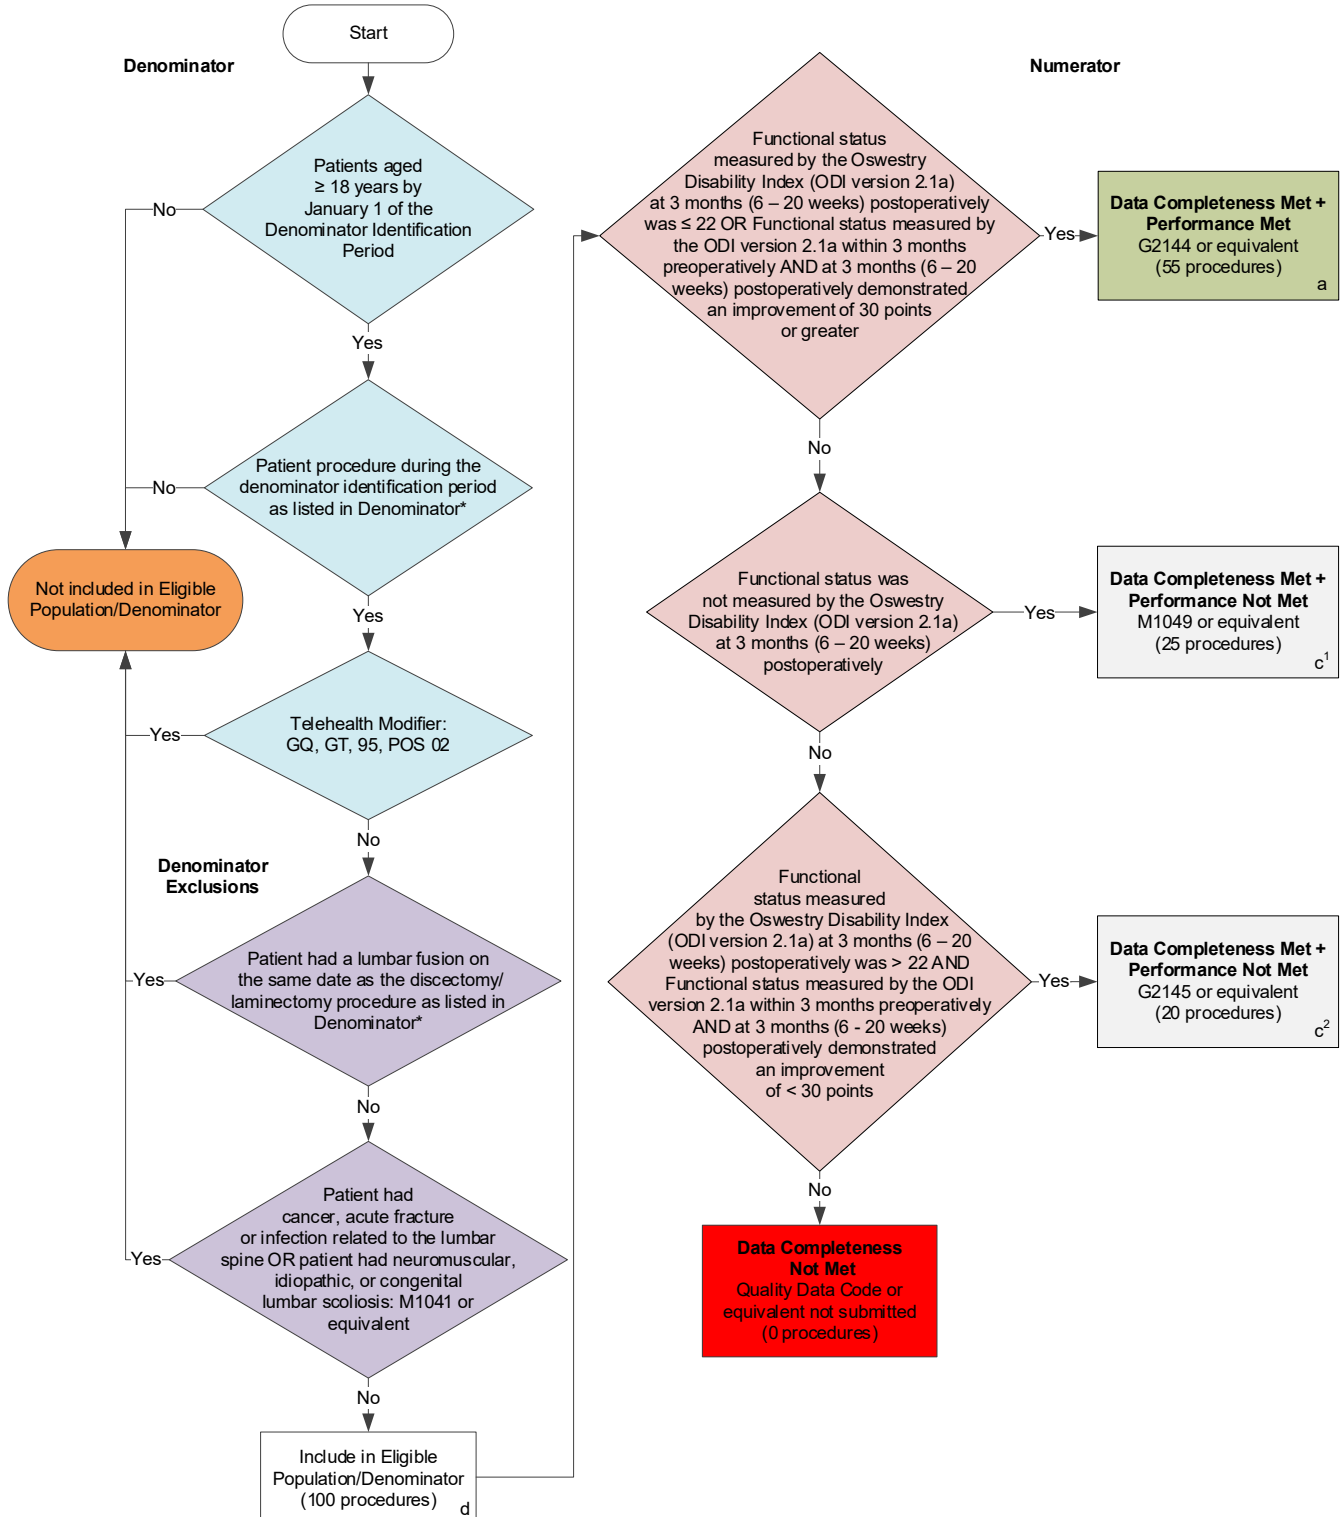 Start
Denominator
Patients aged
≥ 18 years by
January 1 of the
Denominator Identification
Period
No
Yes
Patient procedure during the
denominator identification period
as listed in Denominator*
No
Not included in Eligible
Population/Denominator
Yes
Telehealth Modifier:
GQ, GT, 95, POS 02
Yes
No
Denominator
Exclusions
Patient had a lumbar fusion on
the same date as the discectomy/
laminectomy procedure as listed in
Denominator*
Yes
No
Patient had
cancer, acute fracture
or infection related to the lumbar
spine OR patient had neuromuscular,
idiopathic, or congenital
lumbar scoliosis: M1041 or
equivalent
Yes
No
Include in Eligible
Population/Denominator
(100 procedures)
d
Numerator
Functional status
measured by the Oswestry
Disability Index (ODI version 2.1a)
at 3 months (6 – 20 weeks) postoperatively
was ≤ 22 OR Functional status measured by
the ODI version 2.1a within 3 months
preoperatively AND at 3 months (6 – 20
weeks) postoperatively demonstrated
an improvement of 30 points
or greater
Yes
Data Completeness Met +
Performance Met
G2144 or equivalent
(55 procedures)
a
No
Functional status was
not measured by the Oswestry
Disability Index (ODI version 2.1a)
at 3 months (6 – 20 weeks)
postoperatively
Yes
Data Completeness Met +
Performance Not Met
M1049 or equivalent
(25 procedures)
c¹
No
Functional
status measured
by the Oswestry Disability Index
(ODI version 2.1a) at 3 months (6 – 20
weeks) postoperatively was > 22 AND
Functional status measured by the ODI
version 2.1a within 3 months preoperatively
AND at 3 months (6 - 20 weeks)
postoperatively demonstrated
an improvement
of < 30 points
Yes
Data Completeness Met +
Performance Not Met
G2145 or equivalent
(20 procedures)
c²
No
Data Completeness
Not Met
Quality Data Code or
equivalent not submitted
(0 procedures)